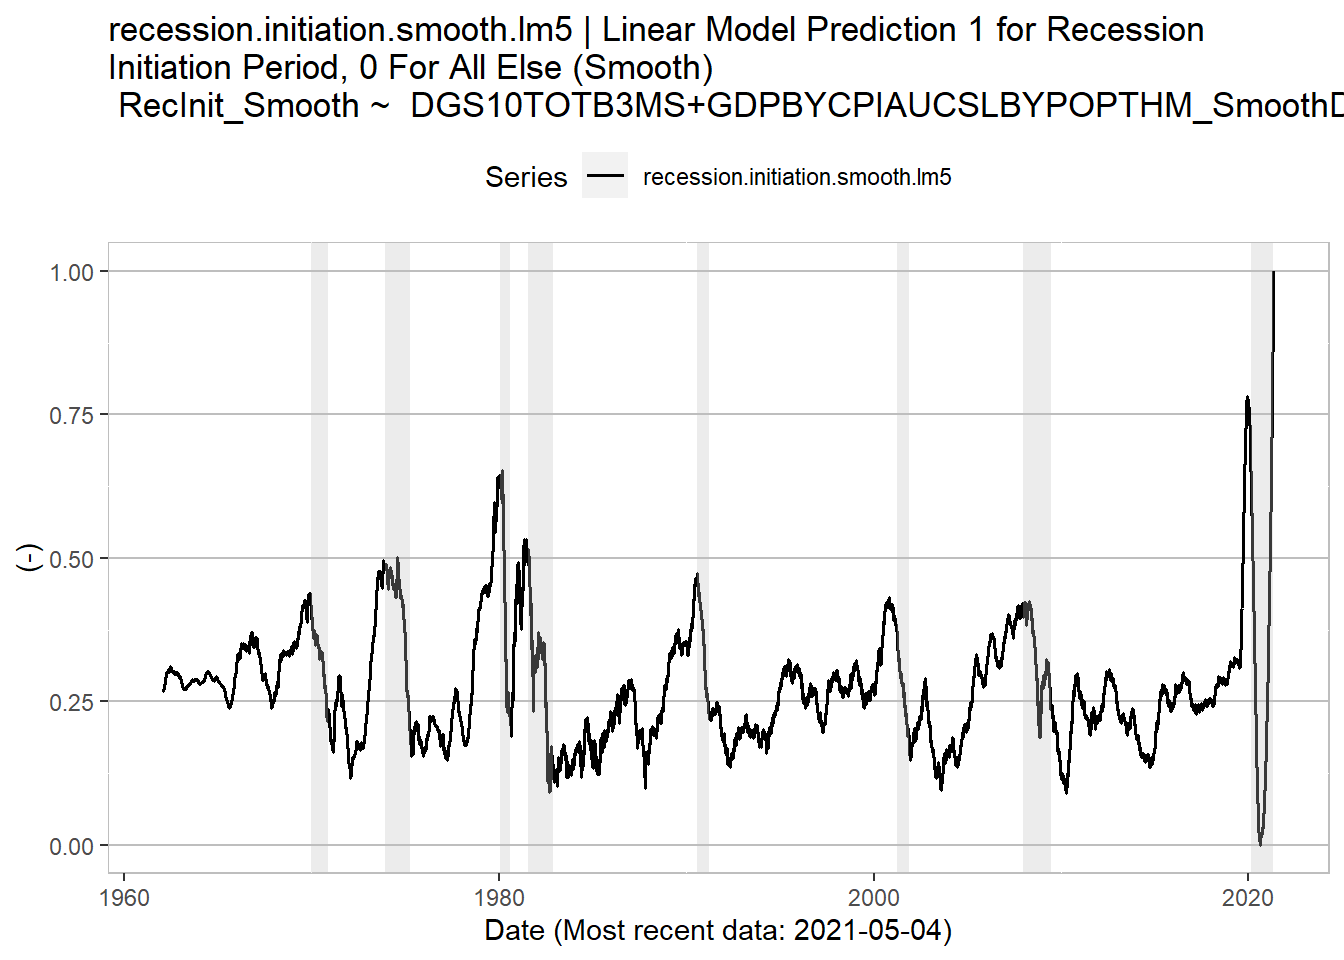 recession.initiation.smooth.lm5 | Linear Model Prediction 1 for Recession
Initiation Period, 0 For All Else (Smooth)
RecInit_Smooth ~ DGS10TOTB3MS+GDPBYCPIAUCSLBYPOPTHM_SmoothD
Series recession.initiation.smooth.lm5
1.00
0.75
0.50
0.25
0.00
(-)
1960 1980 2000 2020
Date (Most recent data: 2021-05-04)